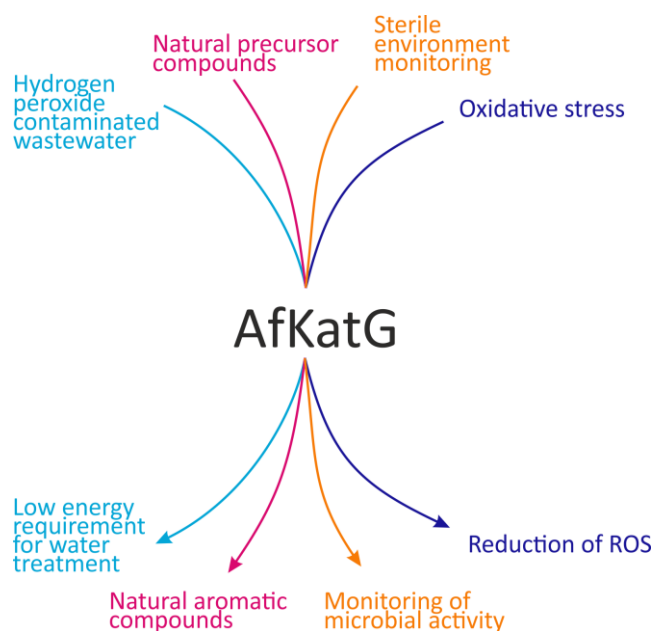 Sterile
environment
monitoring
Natural precursor
compounds
Hydrogen
peroxide
contaminated
wastewater
Oxidative stress
AfKatG
Low energy
requirement
for water
treatment
Reduction of ROS
Natural aromatic
compounds
Monitoring of
microbial activity